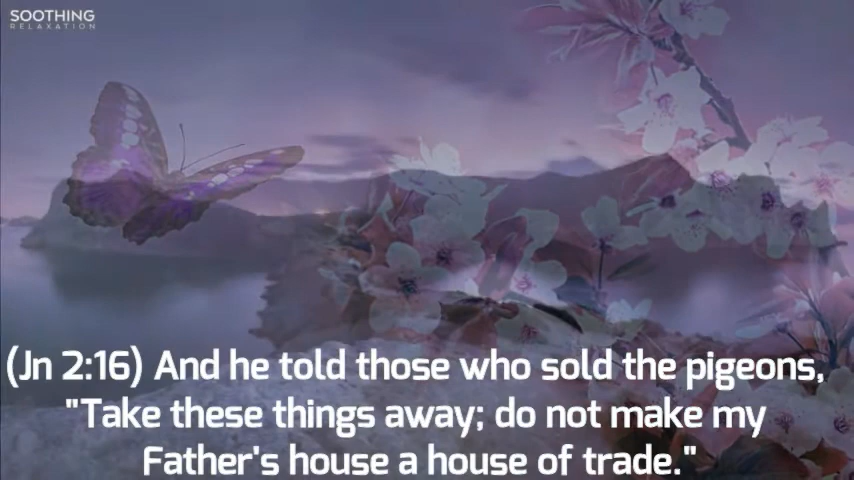 SOOTHING
RELAXATION
(Jn 2:16) And he told those who sold the pigeons,
"Take these things away; do not make my
Father's house a house of trade."